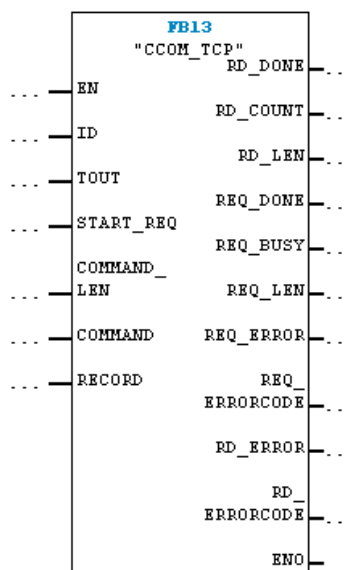 FB13
"CCOM_TCP"
RD_DONE
... EN
RD_COUNT
... ID
RD_LEN
... TOUT
REQ_DONE
... START_REQ
REQ_BUSY
COMMAND_
... LEN
REQ_LEN
... COMMAND
REQ_ERROR
... RECORD
REQ_
ERRORCODE
RD_ERROR
RD_
ERRORCODE
ENO